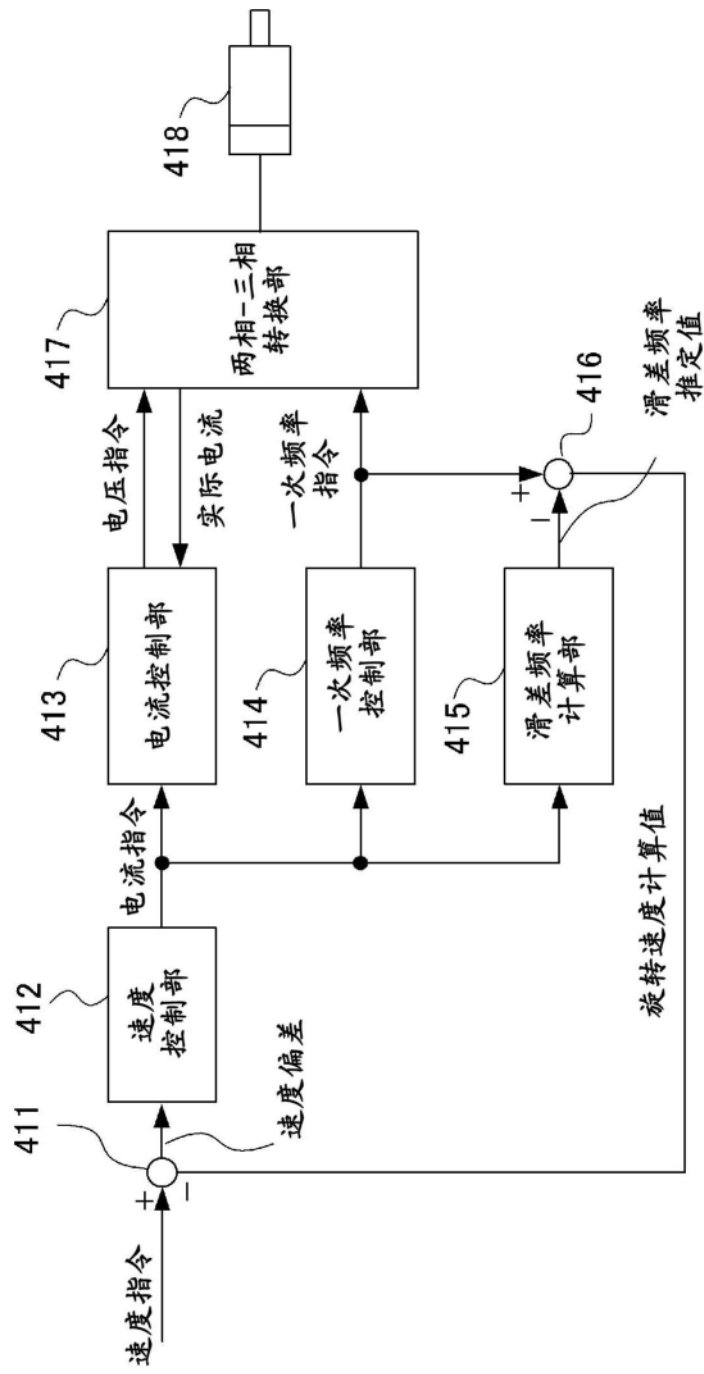 速度指令
+
−
411
速度偏差
412
速度
控制部
电流指令
413
电流控制部
电压指令
实际电流
414
一次频率
控制部
一次频率
指令
415
滑差频率
计算部
+
−
416
滑差频率
推定值
417
两相-三相
转换部
418
旋转速度计算值